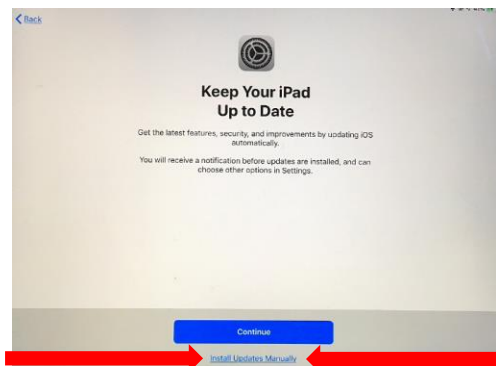 Back
Keep Your iPad
Up to Date
Get the latest features, security, and improvements by updating iOS
automatically.
You will receive a notification before updates are installed, and can
choose other options in Settings.
Continue
Install Updates Manually